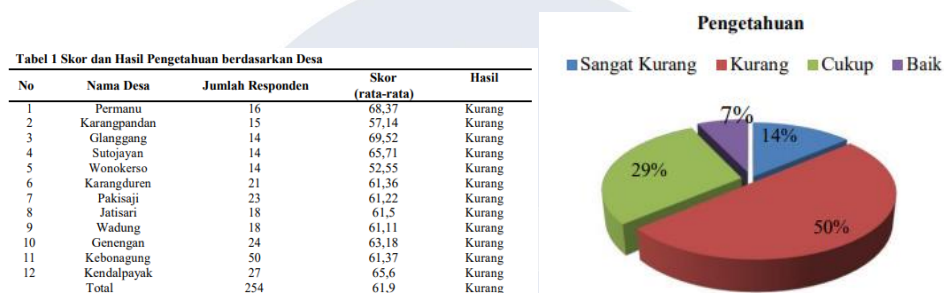 Tabel 1 Skor dan Hasil Pengetahuan berdasarkan Desa
No Nama Desa Jumlah Responden Skor (rata-rata) Hasil
1 Permanu 16 68,37 Kurang
2 Karangpandan 15 57,14 Kurang
3 Glanggang 14 69,52 Kurang
4 Sutojayan 14 65,71 Kurang
5 Wonokerso 14 52,55 Kurang
6 Karangduren 21 61,36 Kurang
7 Pakisaji 23 61,22 Kurang
8 Jatisari 18 61,5 Kurang
9 Wadung 18 61,11 Kurang
10 Genengan 24 63,18 Kurang
11 Kebonagung 50 61,37 Kurang
12 Kendalpayak 27 65,6 Kurang
Total 254 61,9 Kurang
Pengetahuan
Sangat Kurang Kurang Cukup Baik
7%
14%
29%
50%